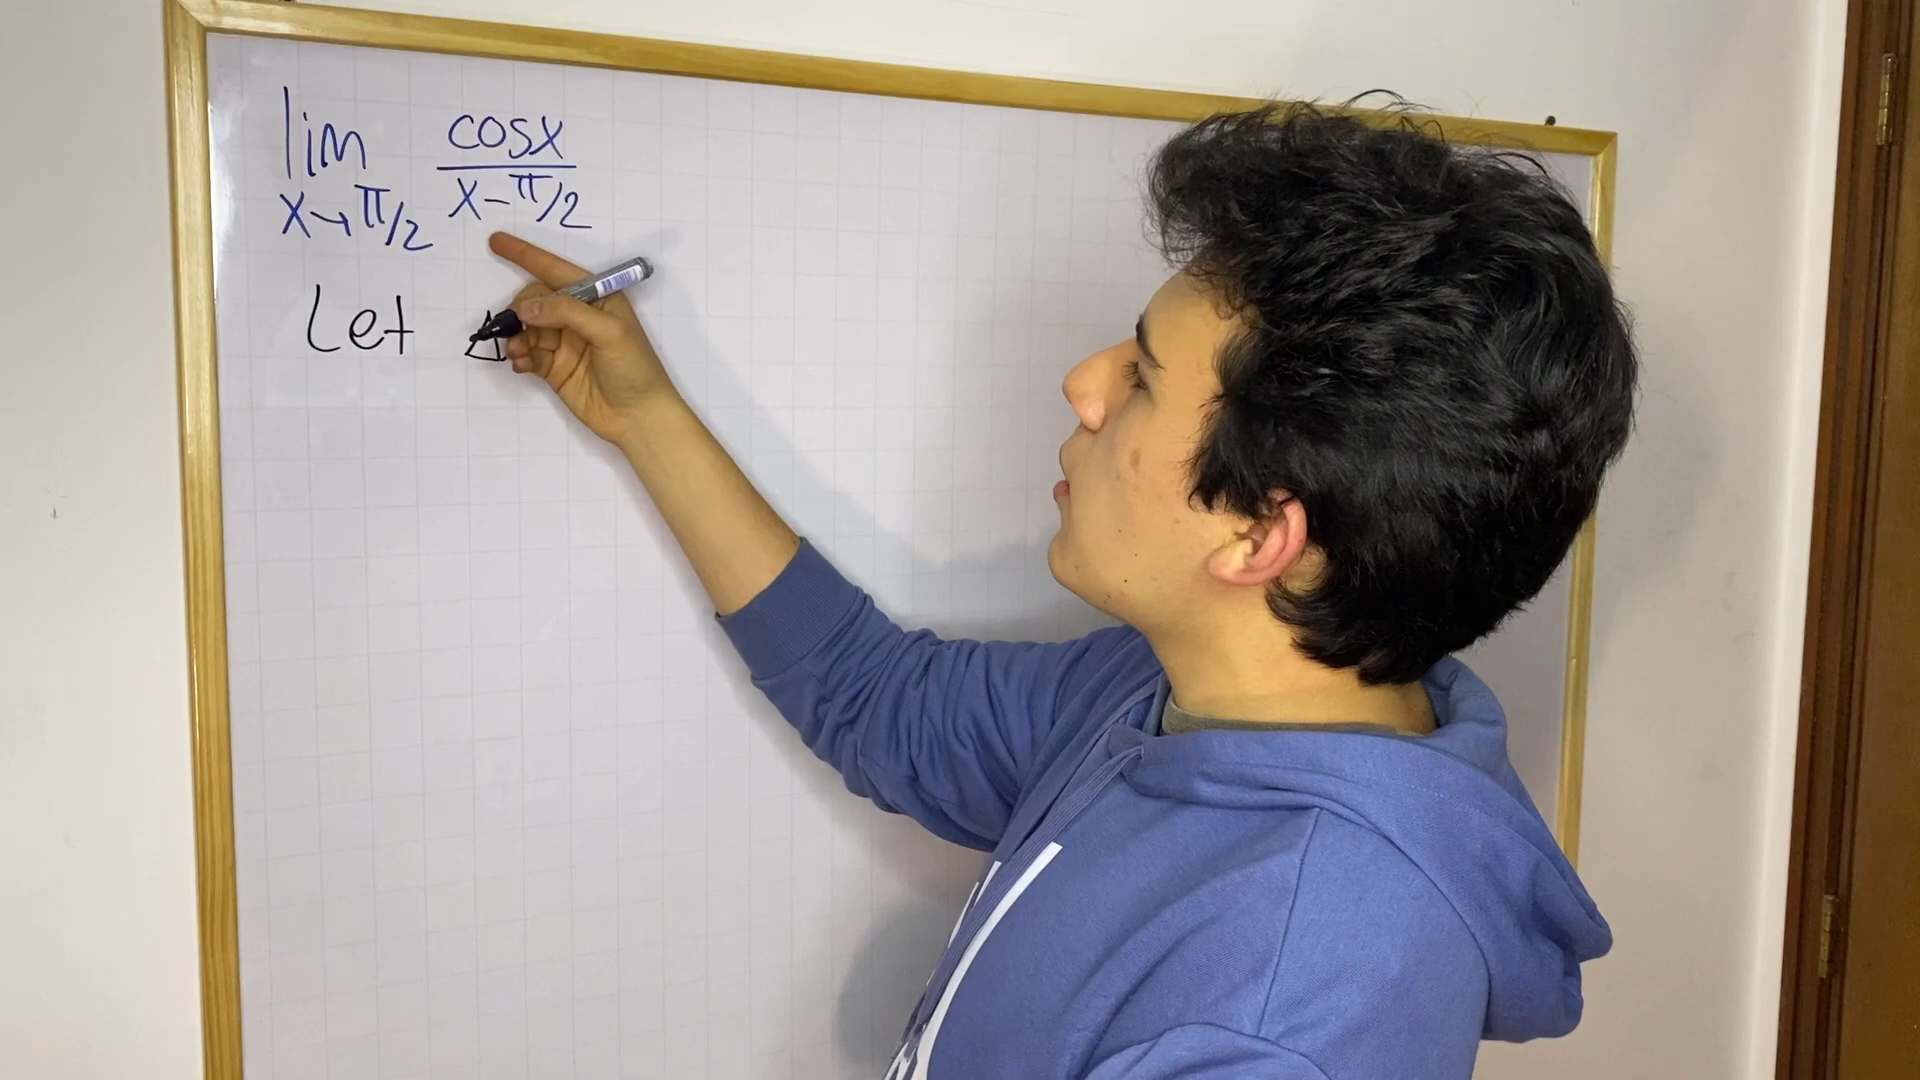 lim cosx
x→π/2 x-π/2
Let △